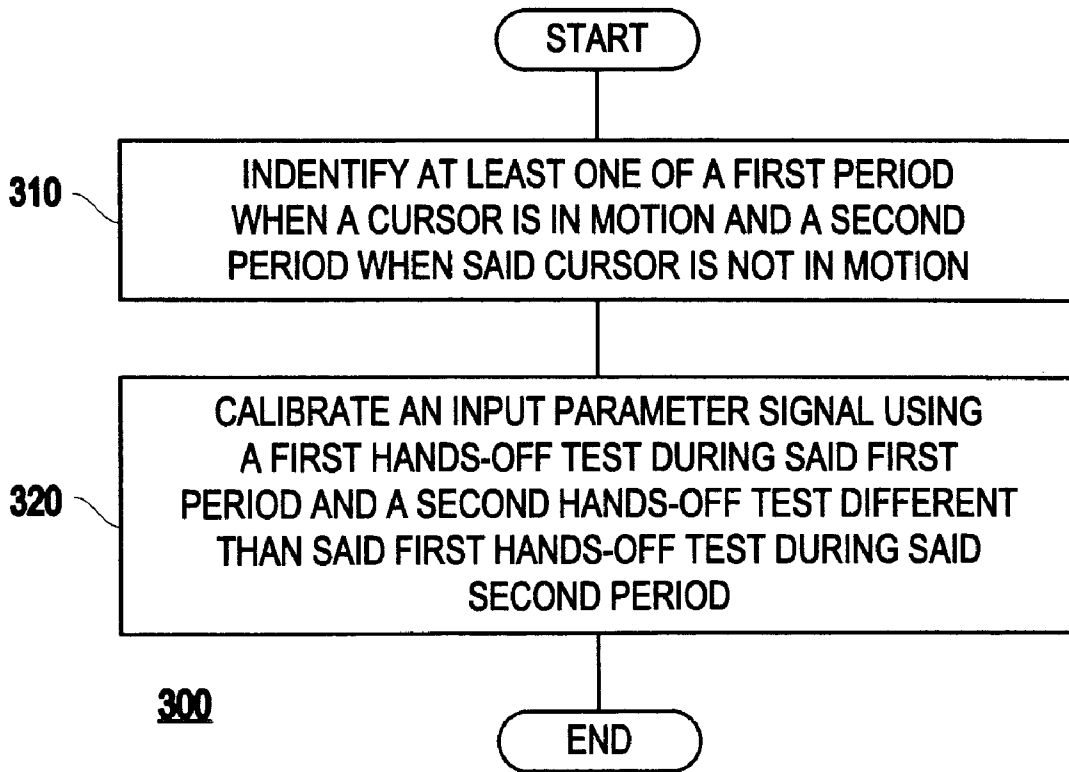 START
310
INDENTIFY AT LEAST ONE OF A FIRST PERIOD
WHEN A CURSOR IS IN MOTION AND A SECOND
PERIOD WHEN SAID CURSOR IS NOT IN MOTION
320
CALIBRATE AN INPUT PARAMETER SIGNAL USING
A FIRST HANDS-OFF TEST DURING SAID FIRST
PERIOD AND A SECOND HANDS-OFF TEST DIFFERENT
THAN SAID FIRST HANDS-OFF TEST DURING SAID
SECOND PERIOD
300
END